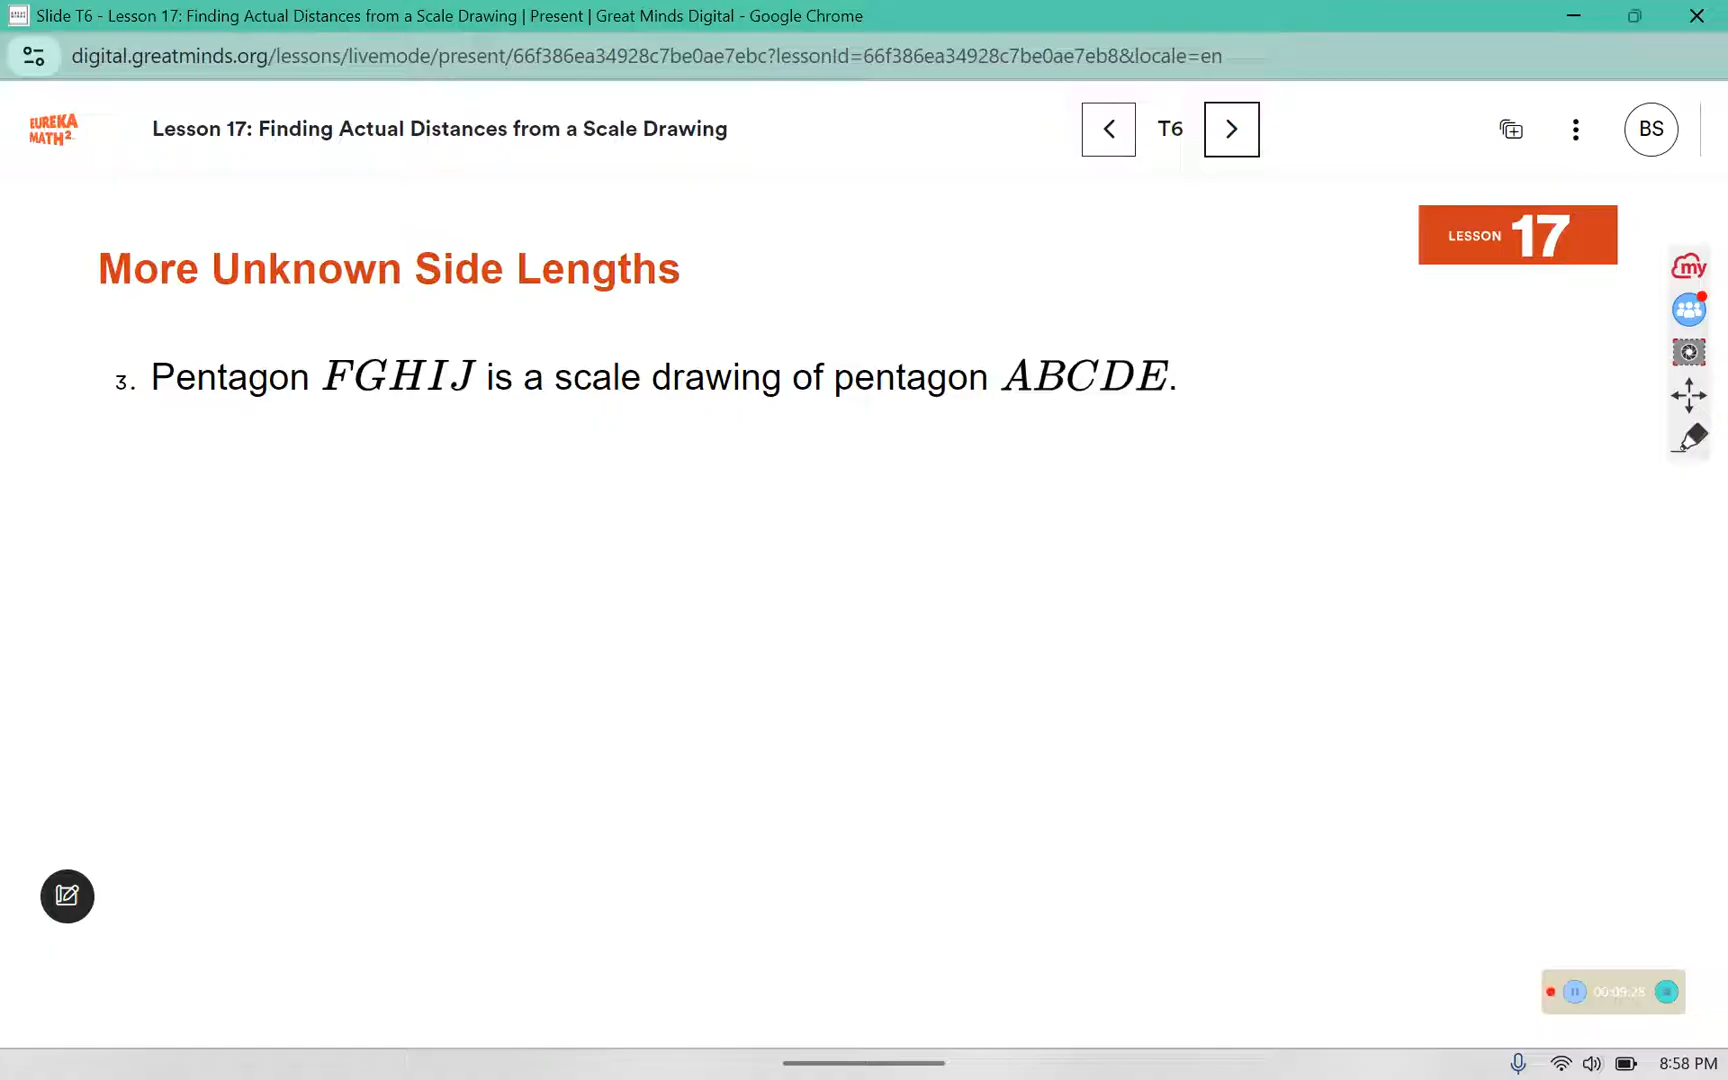 Slide T6 - Lesson 17: Finding Actual Distances from a Scale Drawing | Present | Great Minds Digital - Google Chrome
digital.greatminds.org/lessons/livemode/present/66f386ea34928c7be0ae7ebc?lessonId=66f386ea34928c7be0ae7eb8&locale=en
EUREKA
MATH²
Lesson 17: Finding Actual Distances from a Scale Drawing
T6
BS
LESSON 17
More Unknown Side Lengths
my
3. Pentagon FGHIJ is a scale drawing of pentagon ABCDE.
00:09:28
8:58 PM